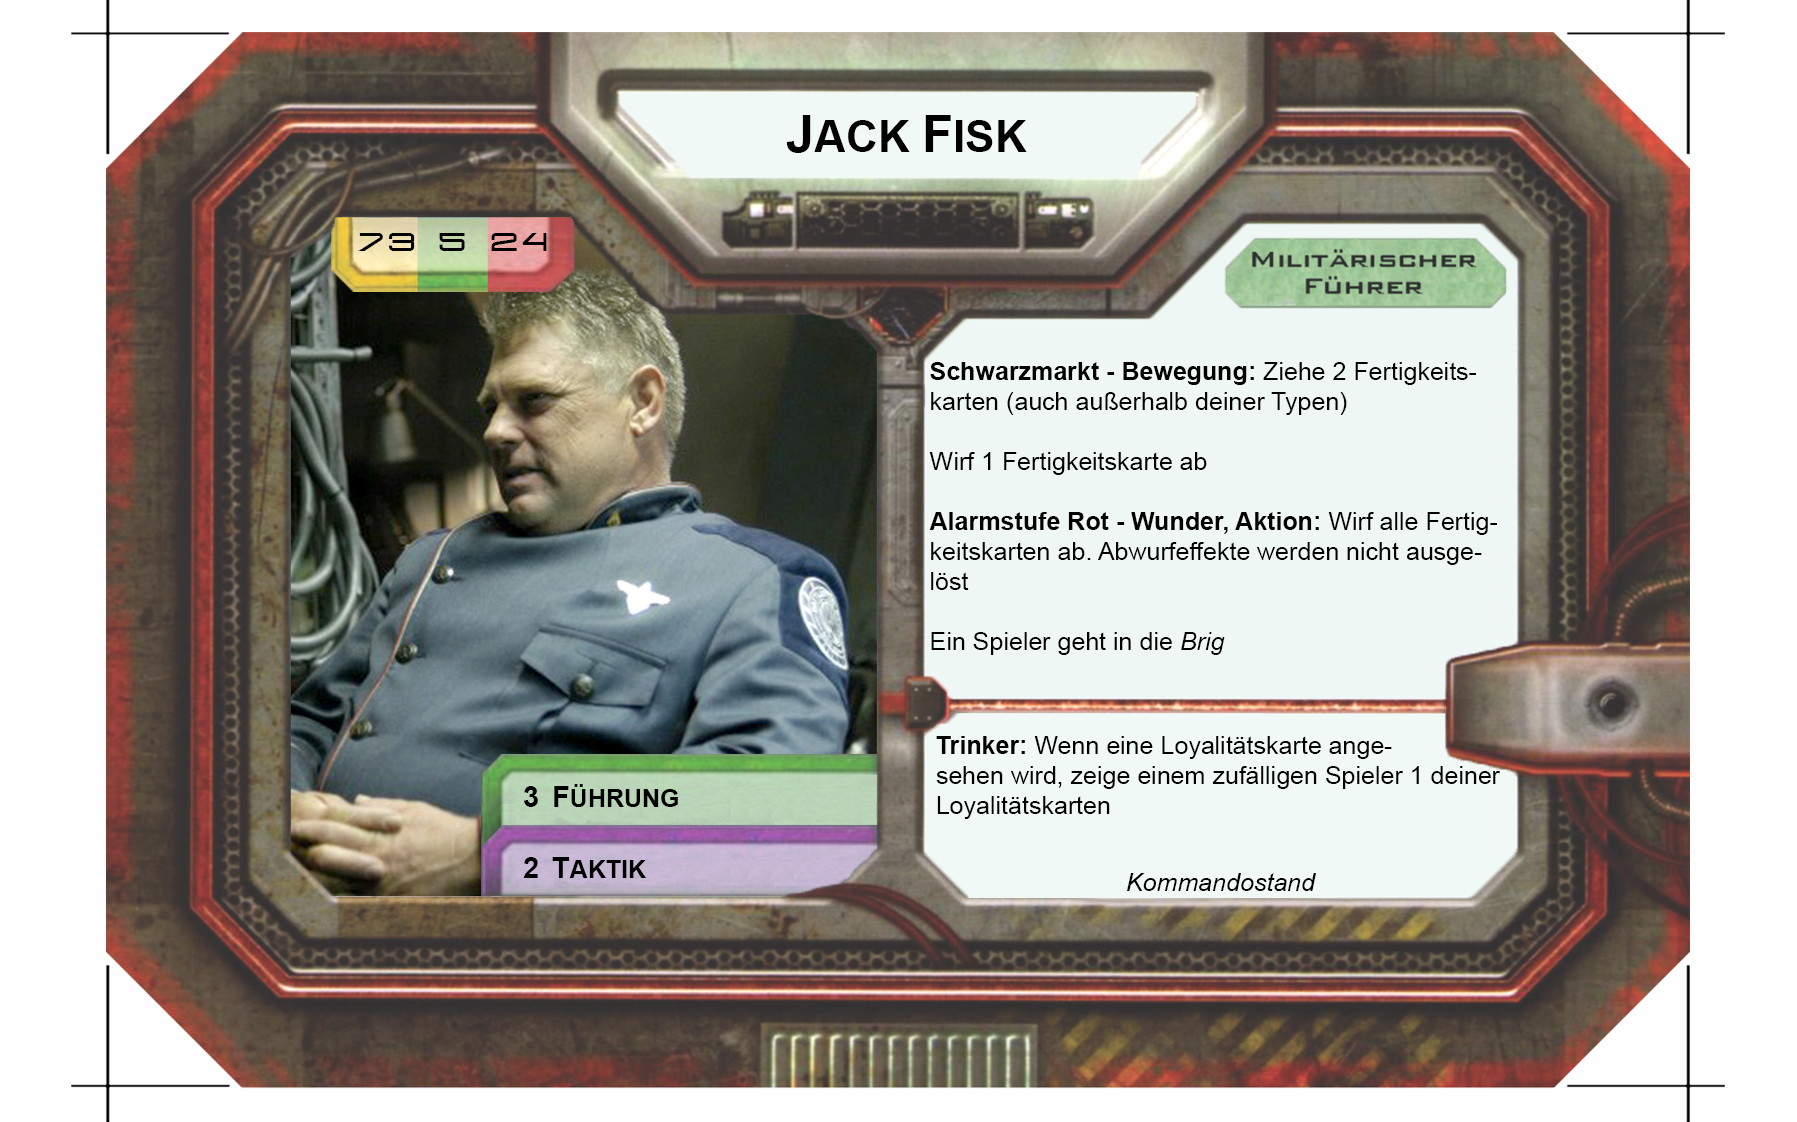 JACK FISK
73 5 24
MILITÄRISCHER
FÜHRER
Schwarzmarkt - Bewegung: Ziehe 2 Fertigkeits-
karten (auch außerhalb deiner Typen)
Wirf 1 Fertigkeitskarte ab
Alarmstufe Rot - Wunder, Aktion: Wirf alle Fertig-
keitskarten ab. Abwurfeffekte werden nicht ausge-
löst
Ein Spieler geht in die Brig
Trinker: Wenn eine Loyalitätskarte ange-
sehen wird, zeige einem zufälligen Spieler 1 deiner
Loyalitätskarten
Kommandostand
3 FÜHRUNG
2 TAKTIK